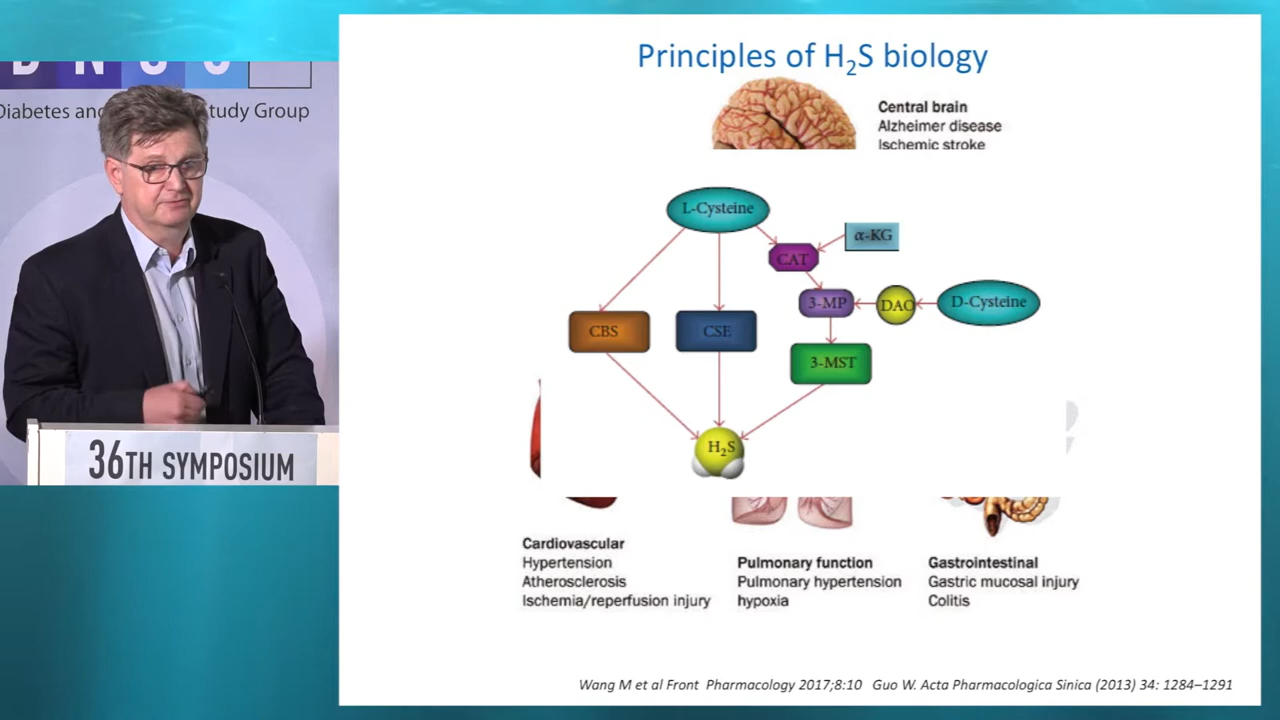 Diabetes and
tudy Group
36TH SYMPOSIUM
Principles of H₂S biology
Central brain
Alzheimer disease
Ischemic stroke
L-Cysteine
α-KG
CAT
3-MP
DAO
D-Cysteine
CBS
CSE
3-MST
H₂S
Cardiovascular
Hypertension
Atherosclerosis
Ischemia/reperfusion injury
Pulmonary function
Pulmonary hypertension
hypoxia
Gastrointestinal
Gastric mucosal injury
Colitis
Wang M et al Front Pharmacology 2017;8:10 Guo W. Acta Pharmacologica Sinica (2013) 34: 1284–1291